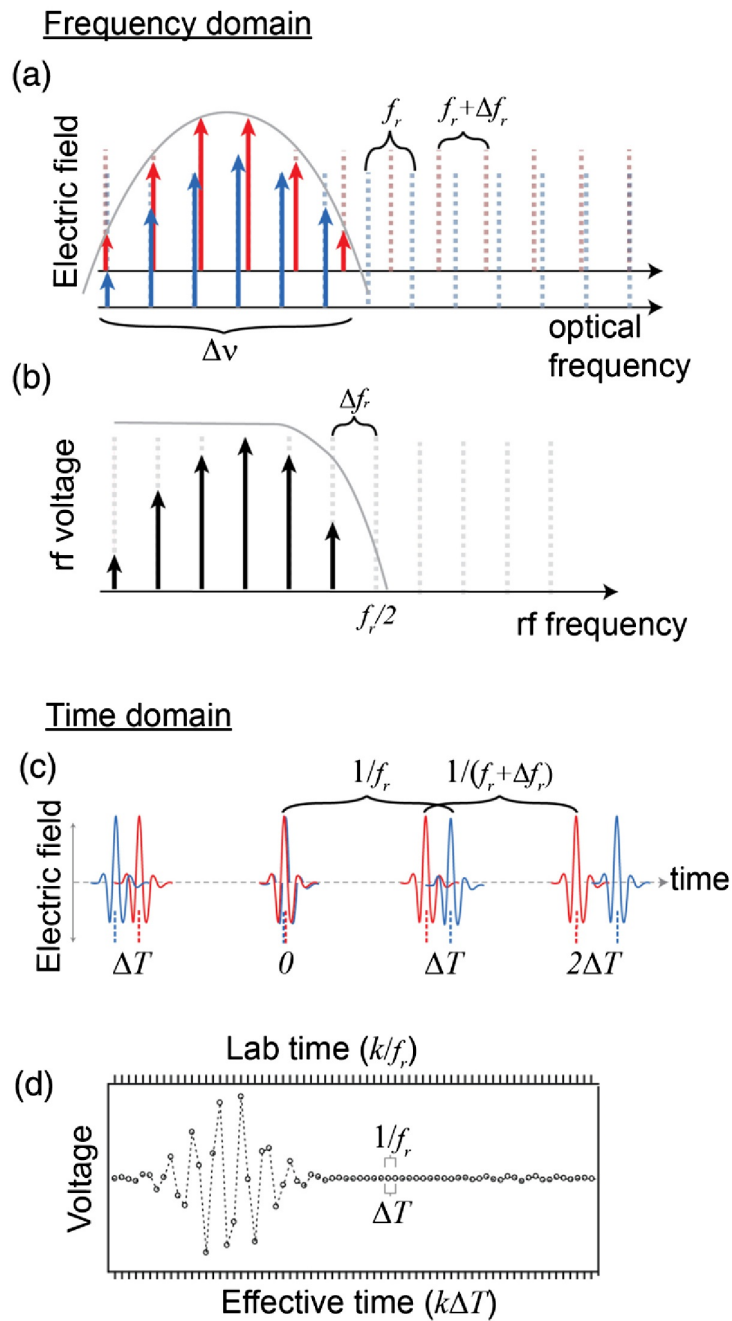 Frequency domain
(a)
f_r
f_r+Δf_r
Electric field
optical
frequency
Δν
(b)
Δf_r
rf voltage
f_r/2
rf frequency
Time domain
(c)
1/f_r
1/(f_r+Δf_r)
Electric field
time
ΔT
0
ΔT
2ΔT
Lab time (k/f_r)
(d)
Voltage
1/f_r
ΔT
Effective time (kΔT)